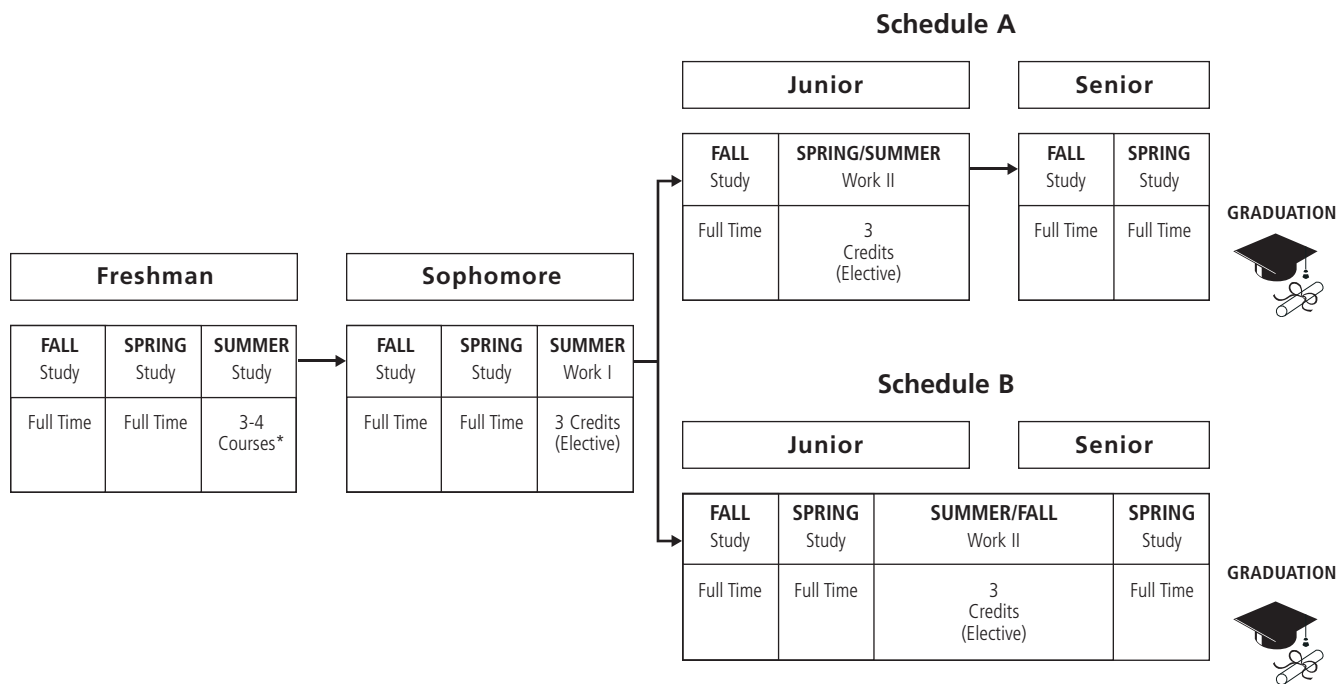 Freshman
FALL SPRING SUMMER
Study Study Study
Full Time Full Time 3-4
Courses*
Sophomore
FALL SPRING SUMMER
Study Study Work I
Full Time Full Time 3 Credits
(Elective)
Schedule A
Junior Senior
FALL SPRING/SUMMER FALL SPRING
Study Work II Study Study
Full Time 3 Full Time Full Time
Credits
(Elective)
GRADUATION
Schedule B
Junior Senior
FALL SPRING SUMMER/FALL SPRING
Study Study Work II Study
Full Time Full Time 3 Full Time
Credits
(Elective)
GRADUATION